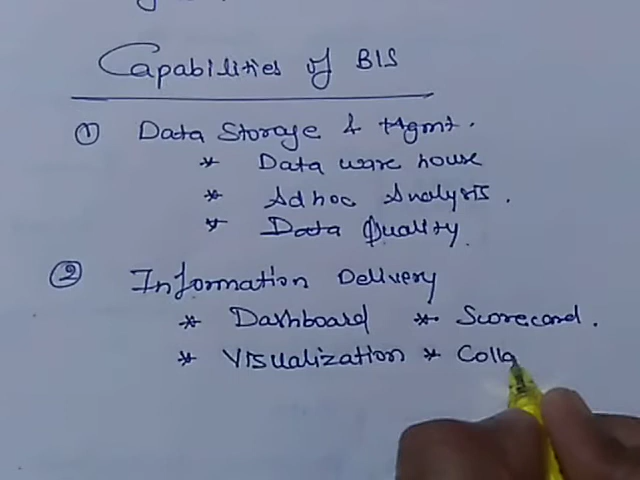 Capabilities of BIS
① Data Storage & Mgmt.
* Data ware house
* Adhoc Analysis.
* Data Quality.
② Information Delivery
* Dashboard * Scorecard.
* Visualization * Colla